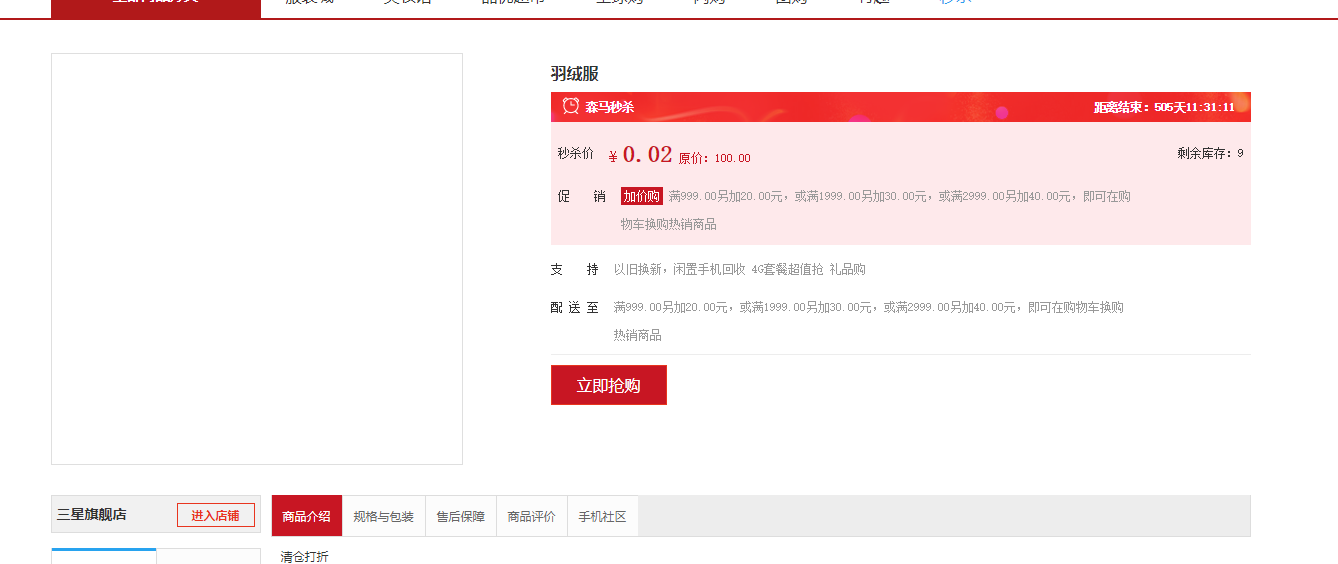 羽绒服
森马秒杀 距离结束：505天11:31:11
秒杀价 ￥0.02 原价：100.00 剩余库存：9
促 销 加价购 满999.00另加20.00元，或满1999.00另加30.00元，或满2999.00另加40.00元，即可在购
物车换购热销商品
支 持 以旧换新，闲置手机回收 4G套餐超值抢 礼品购
配 送 至 满999.00另加20.00元，或满1999.00另加30.00元，或满2999.00另加40.00元，即可在购物车换购
热销商品
立即抢购
三星旗舰店 进入店铺 商品介绍 规格与包装 售后保障 商品评价 手机社区
清仓打折